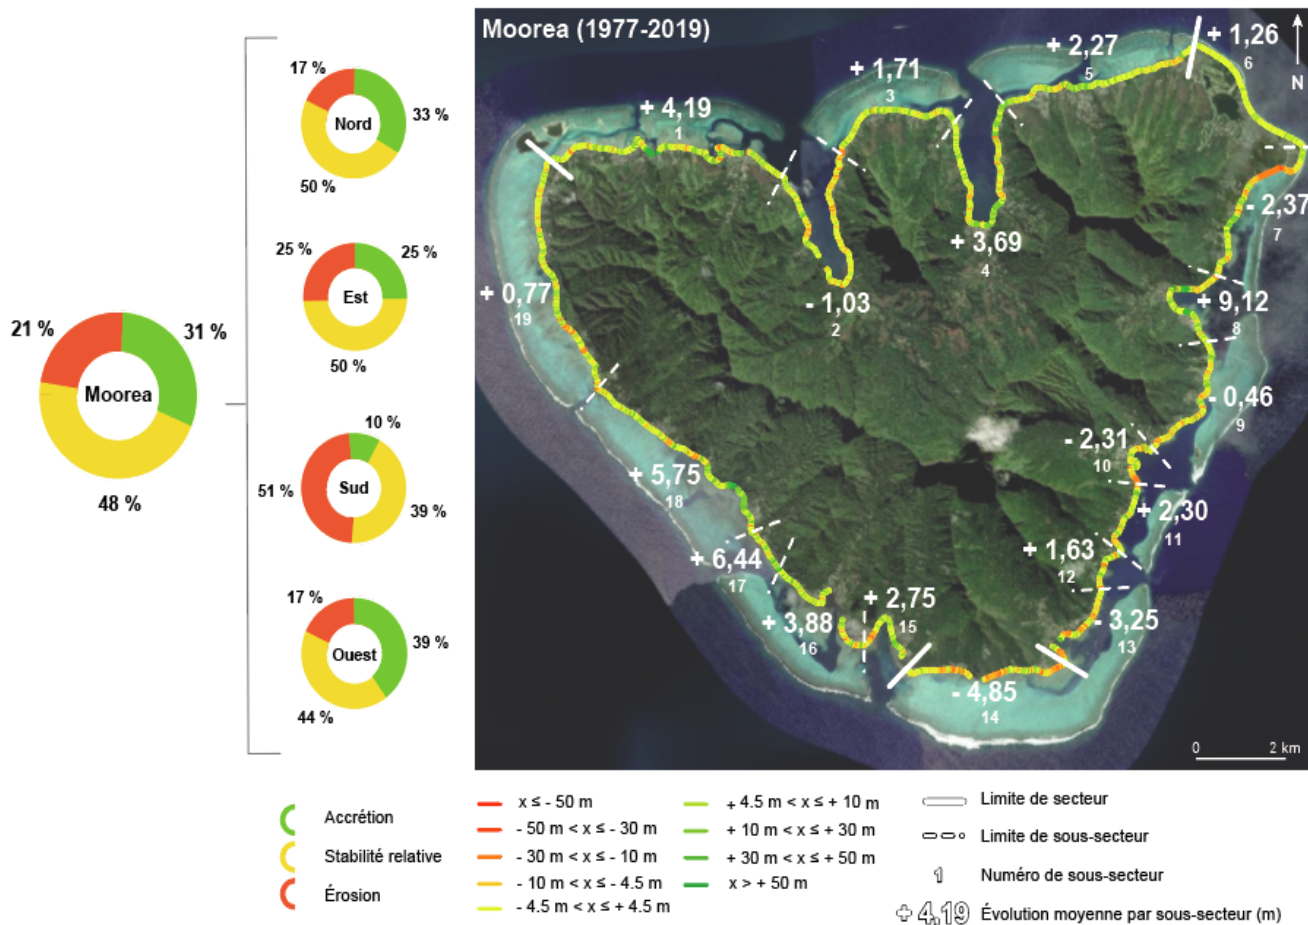 Moorea (1977-2019)
N
17 %
33 %
Nord
50 %
25 %
25 %
Est
50 %
21 %
31 %
Moorea
48 %
10 %
51 %
Sud
39 %
17 %
39 %
Ouest
44 %
+ 4,19
1
- 1,03
2
+ 1,71
3
+ 3,69
4
+ 2,27
5
+ 1,26
6
- 2,37
7
+ 9,12
8
- 0,46
9
- 2,31
10
+ 2,30
11
+ 1,63
12
- 3,25
13
- 4,85
14
+ 2,75
15
+ 3,88
16
+ 6,44
17
+ 5,75
18
+ 0,77
19
0 2 km
Accrétion
Stabilité relative
Érosion
x ≤ - 50 m
- 50 m < x ≤ - 30 m
- 30 m < x ≤ - 10 m
- 10 m < x ≤ - 4.5 m
- 4.5 m < x ≤ + 4.5 m
+ 4.5 m < x ≤ + 10 m
+ 10 m < x ≤ + 30 m
+ 30 m < x ≤ + 50 m
x > + 50 m
Limite de secteur
Limite de sous-secteur
1 Numéro de sous-secteur
+ 4,19 Évolution moyenne par sous-secteur (m)